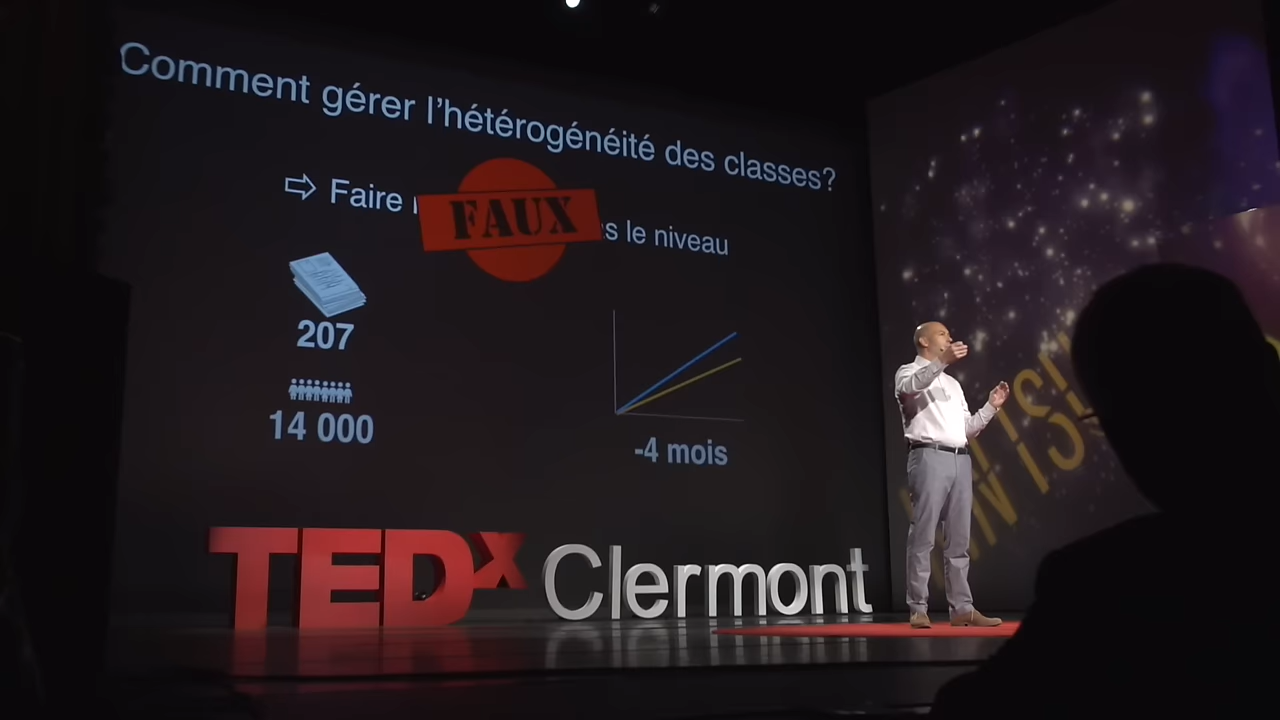 Comment gérer l'hétérogénéité des classes?
⇨ Faire
FAUX
le niveau
207
14 000
-4 mois
TEDx Clermont